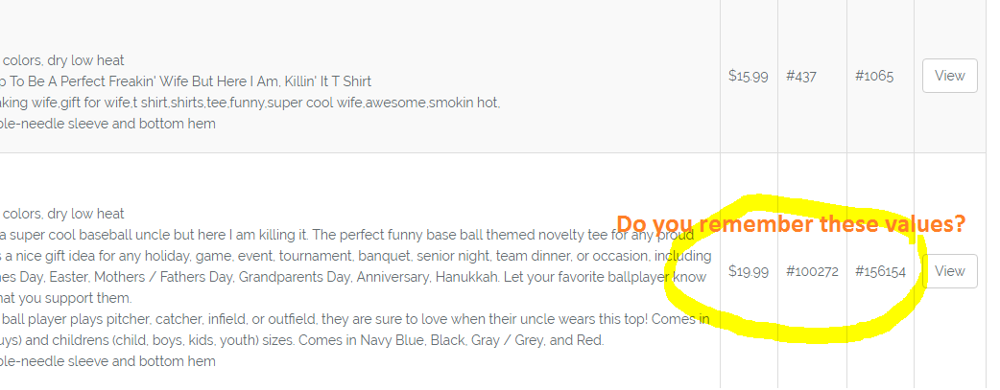 colors, dry low heat
To Be A Perfect Freakin' Wife But Here I Am, Killin' It T Shirt
king wife,gift for wife,t shirt,shirts,tee,funny,super cool wife,awesome,smokin hot,
ble-needle sleeve and bottom hem
$15.99 #437 #1065 View
colors, dry low heat
a super cool baseball uncle but here I am killing it. The perfect funny base ball themed novelty tee for any proud
Do you remember these values?
s a nice gift idea for any holiday, game, event, tournament, banquet, senior night, team dinner, or occasion, including
nes Day, Easter, Mothers / Fathers Day, Grandparents Day, Anniversary, Hanukkah. Let your favorite ballplayer know
hat you support them.
ball player plays pitcher, catcher, infield, or outfield, they are sure to love when their uncle wears this top! Comes in
uys) and childrens (child, boys, kids, youth) sizes. Comes in Navy Blue, Black, Gray / Grey, and Red.
ble-needle sleeve and bottom hem
$19.99 #100272 #156154 View